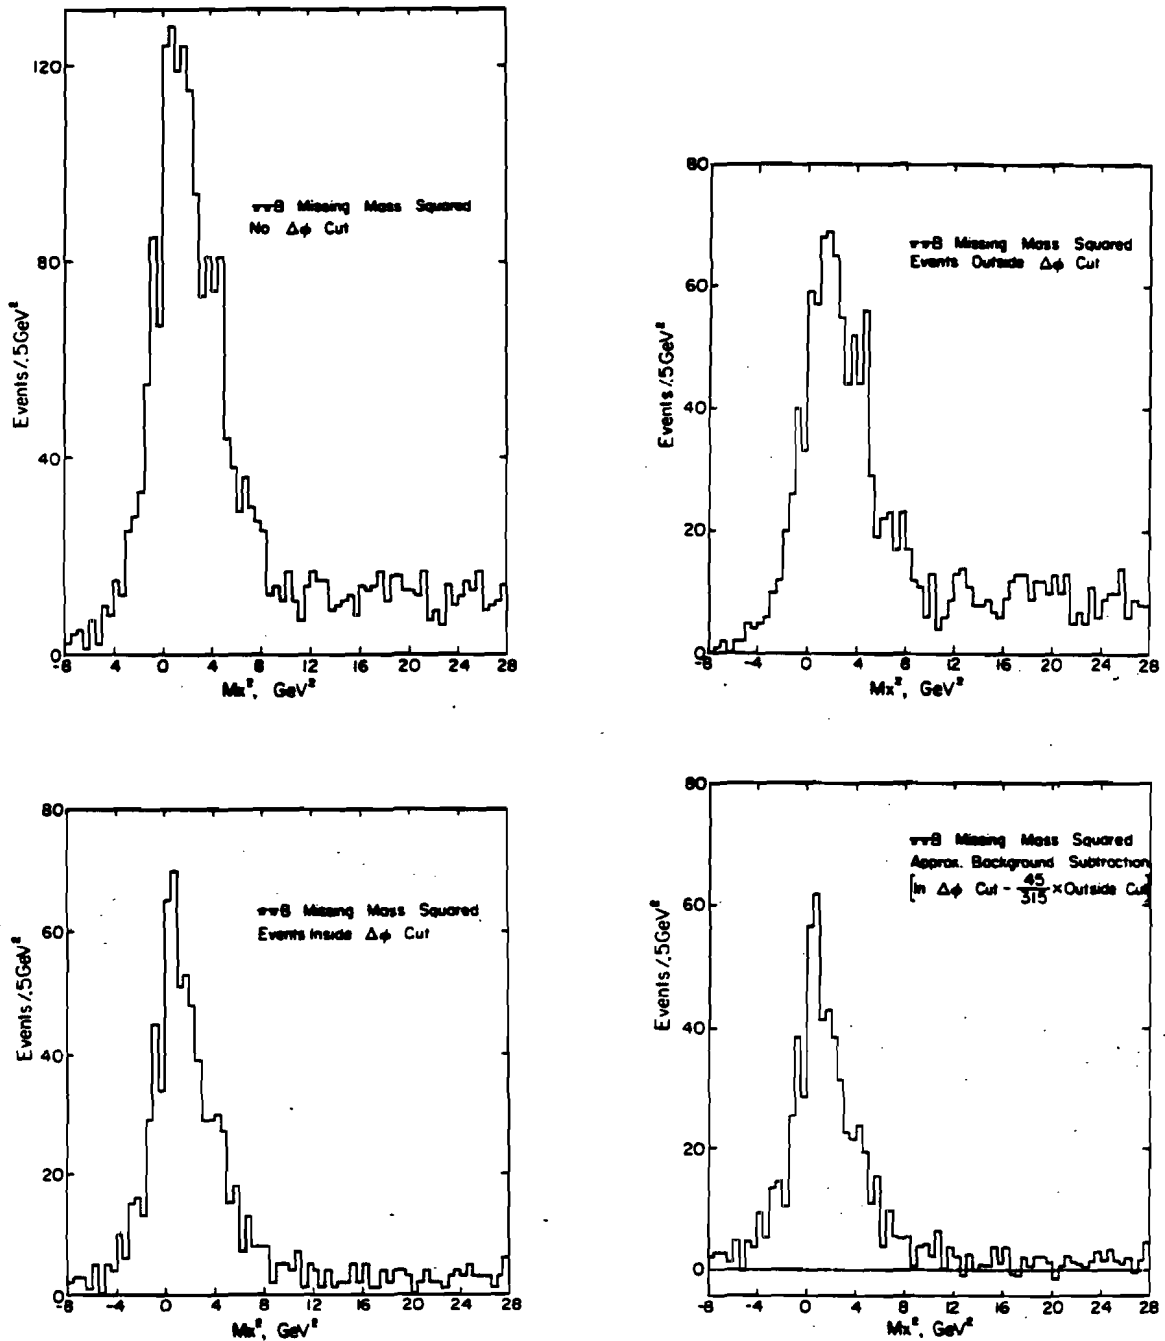 120
80
40
0
Events/.5GeV²
ππB Missing Mass Squared
No Δφ Cut
-8 -4 0 4 8 12 16 20 24 28
Mx², GeV²
80
60
40
20
0
Events/.5GeV²
ππB Missing Mass Squared
Events Outside Δφ Cut
-8 -4 0 4 8 12 16 20 24 28
Mx², GeV²
80
60
40
20
0
Events/.5GeV²
ππB Missing Mass Squared
Events Inside Δφ Cut
-8 -4 0 4 8 12 16 20 24 28
Mx², GeV²
80
60
40
20
0
Events/.5GeV²
ππB Missing Mass Squared
Approx. Background Subtraction
[In Δφ Cut - 45/315 × Outside Cut]
-8 -4 0 4 8 12 16 20 24 28
Mx², GeV²